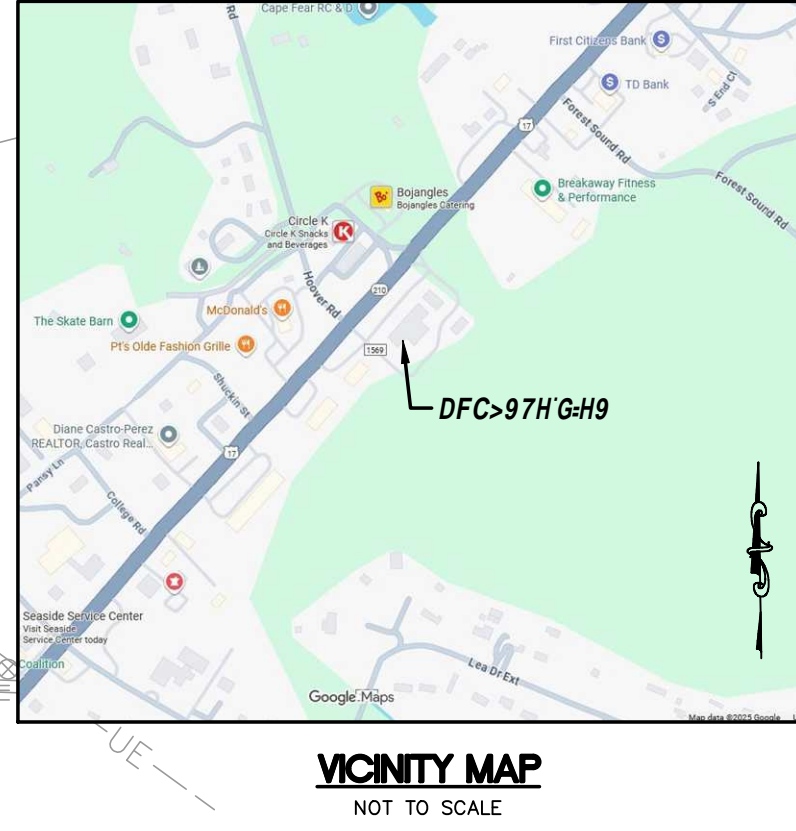 Rd
Cape Fear RC & D
First Citizens Bank
S
S
TD Bank
S End Ct
17
Forest Sound Rd
Forest Sound Rd
Breakaway Fitness
& Performance
Bo'
Bojangles
Bojangles Catering
Circle K
Circle K Snacks
and Beverages
K
Hoover Rd
210
McDonald's
The Skate Barn
Pt's Olde Fashion Grille
1569
DFC>97H'G=H9
Shuckin St
Diane Castro-Perez
REALTOR, Castro Real...
17
Pansy Ln
College Rd
Seaside Service Center
Visit Seaside
Service Center today
Coalition
Lea Dr Ext
Google Maps
Map data ©2025 Google
UE
VICINITY MAP
NOT TO SCALE